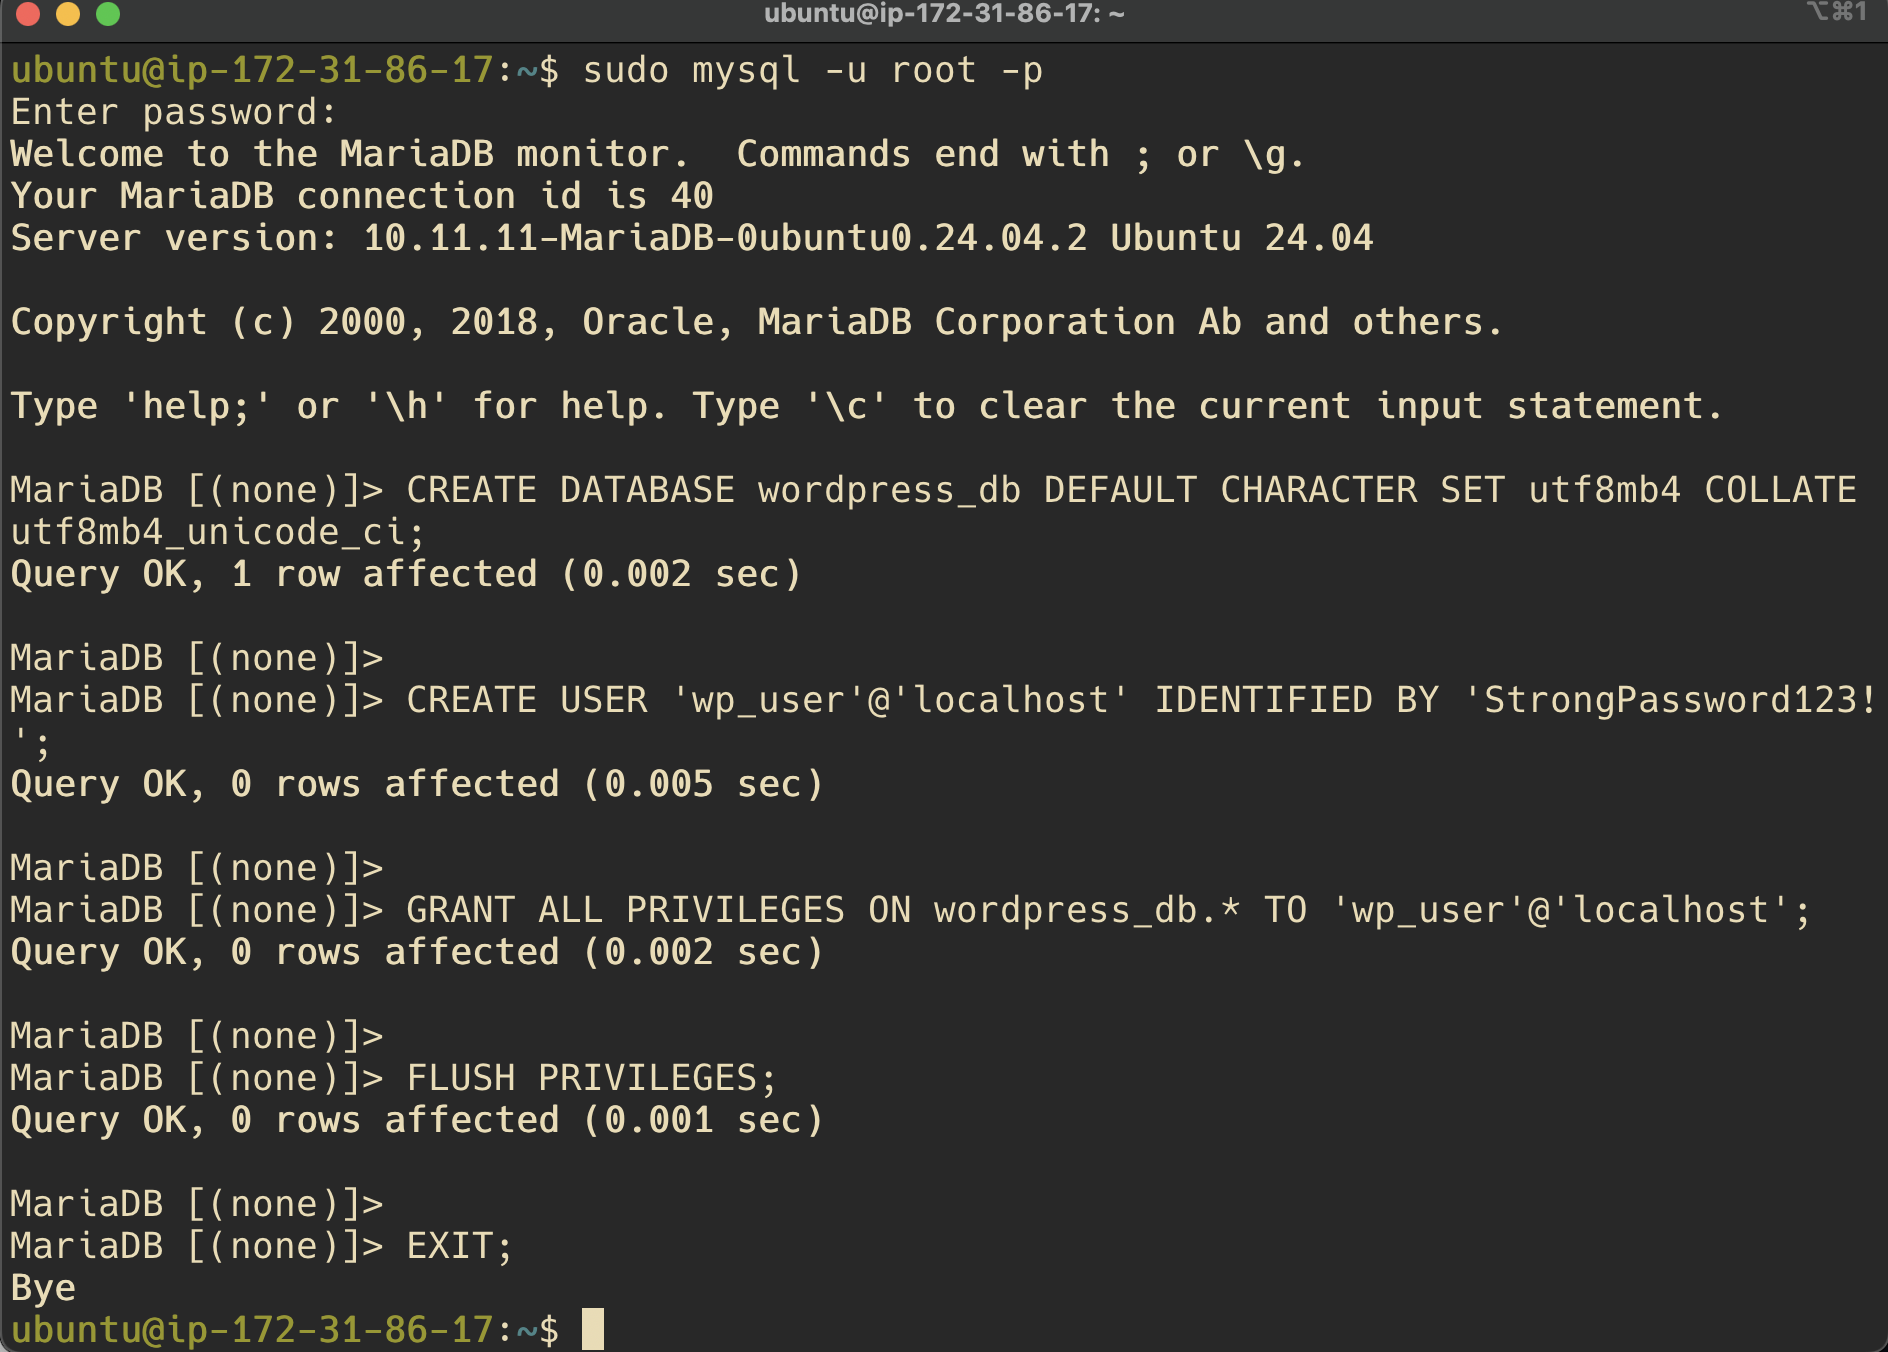 ubuntu@ip-172-31-86-17: ~
⌥⌘1
ubuntu@ip-172-31-86-17:~$ sudo mysql -u root -p
Enter password:
Welcome to the MariaDB monitor.  Commands end with ; or \g.
Your MariaDB connection id is 40
Server version: 10.11.11-MariaDB-0ubuntu0.24.04.2 Ubuntu 24.04
Copyright (c) 2000, 2018, Oracle, MariaDB Corporation Ab and others.
Type 'help;' or '\h' for help. Type '\c' to clear the current input statement.
MariaDB [(none)]> CREATE DATABASE wordpress_db DEFAULT CHARACTER SET utf8mb4 COLLATE
utf8mb4_unicode_ci;
Query OK, 1 row affected (0.002 sec)
MariaDB [(none)]>
MariaDB [(none)]> CREATE USER 'wp_user'@'localhost' IDENTIFIED BY 'StrongPassword123!
';
Query OK, 0 rows affected (0.005 sec)
MariaDB [(none)]>
MariaDB [(none)]> GRANT ALL PRIVILEGES ON wordpress_db.* TO 'wp_user'@'localhost';
Query OK, 0 rows affected (0.002 sec)
MariaDB [(none)]>
MariaDB [(none)]> FLUSH PRIVILEGES;
Query OK, 0 rows affected (0.001 sec)
MariaDB [(none)]>
MariaDB [(none)]> EXIT;
Bye
ubuntu@ip-172-31-86-17:~$